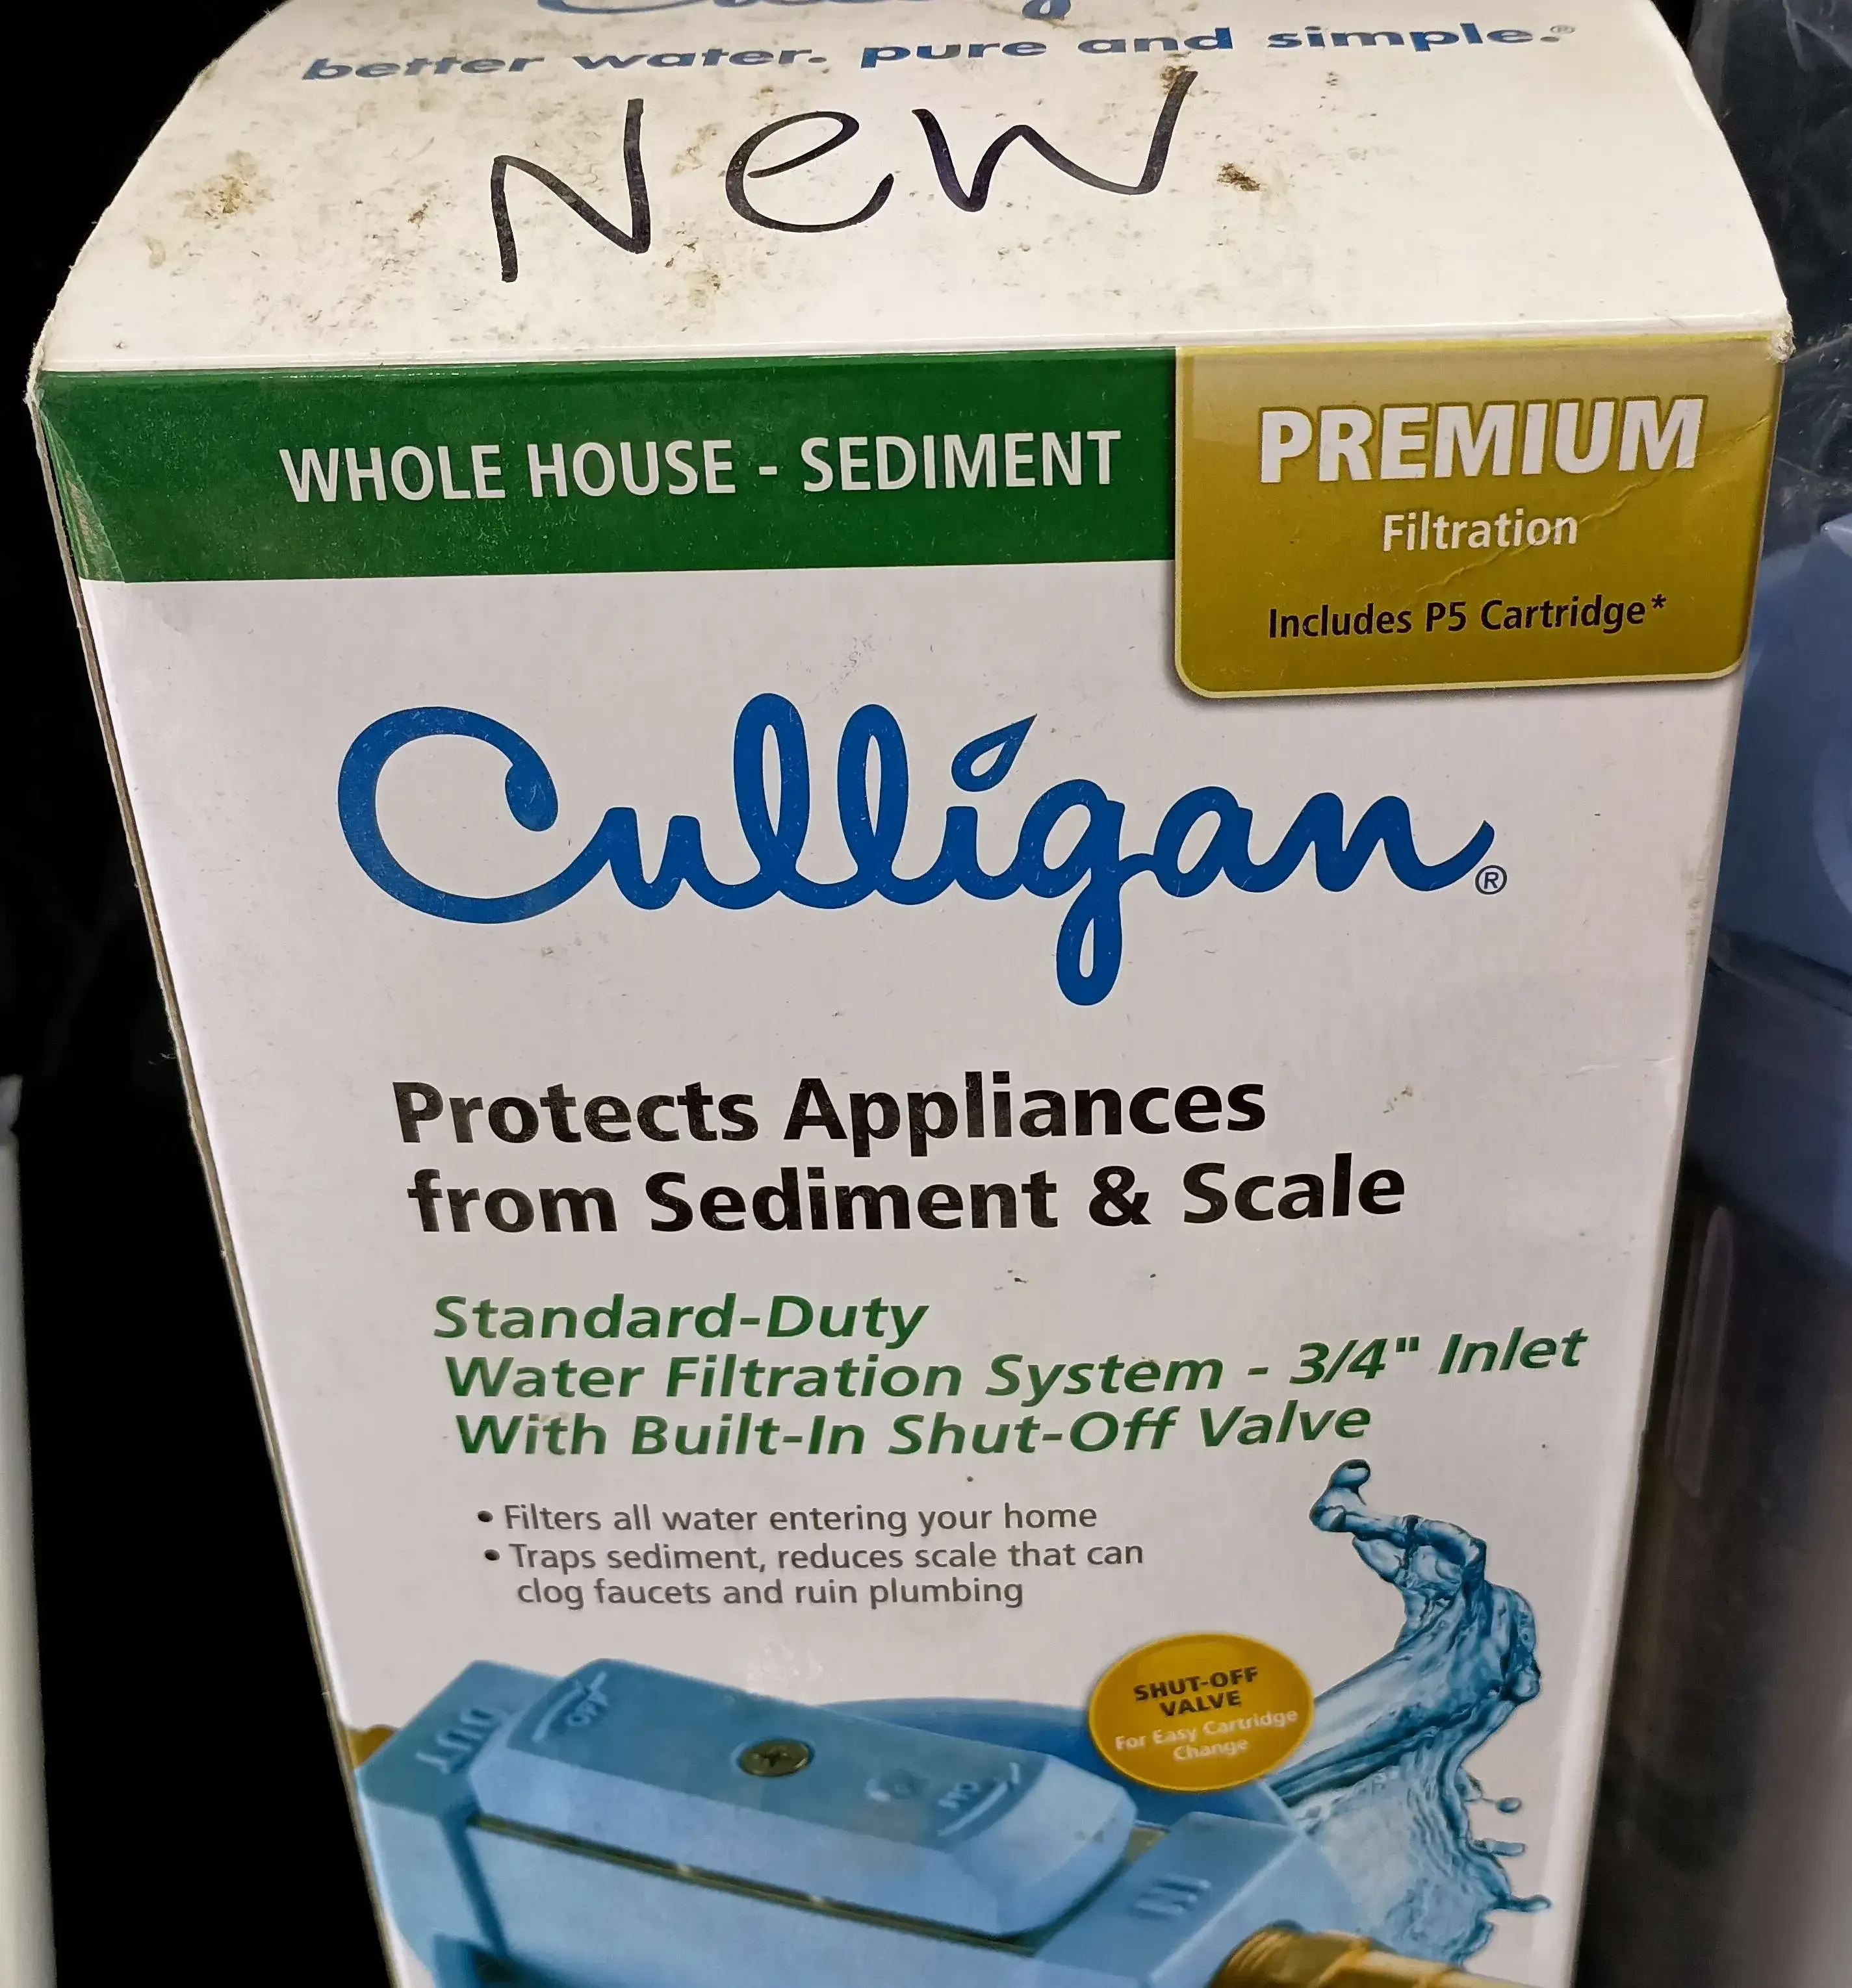 Culligan
better water. pure and simple.®
New
WHOLE HOUSE - SEDIMENT
PREMIUM
Filtration
Includes P5 Cartridge*
Culligan®
Protects Appliances
from Sediment & Scale
Standard-Duty
Water Filtration System - 3/4" Inlet
With Built-In Shut-Off Valve
• Filters all water entering your home
• Traps sediment, reduces scale that can
clog faucets and ruin plumbing
SHUT-OFF
VALVE
For Easy Cartridge
Change
OUT
IN